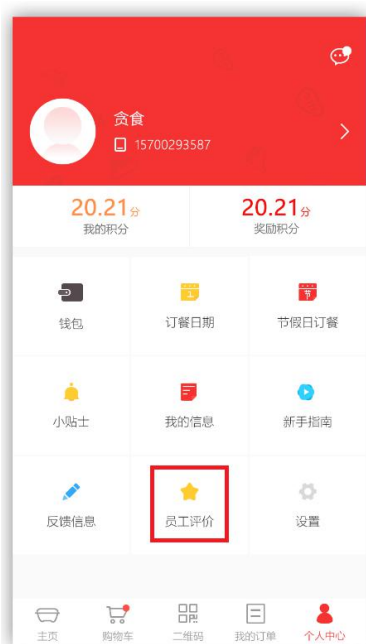 贪食
15700293587
20.21分 20.21分
我的积分 奖励积分
钱包 订餐日期 节假日订餐
小贴士 我的信息 新手指南
反馈信息 员工评价 设置
主页 购物车 二维码 我的订单 个人中心